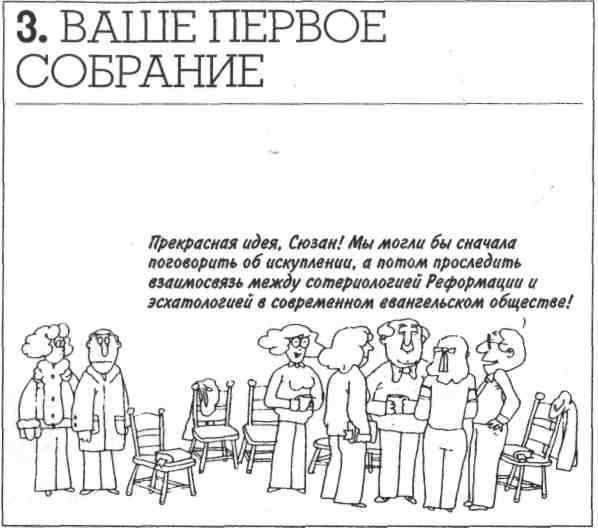 3. ВАШЕ ПЕРВОЕ
СОБРАНИЕ
Прекрасная идея, Сюзан! Мы могли бы сначала
поговорить об искуплении, а потом проследить
взаимосвязь между сотериологией Реформации и
эсхатологией в современном евангельском обществе!